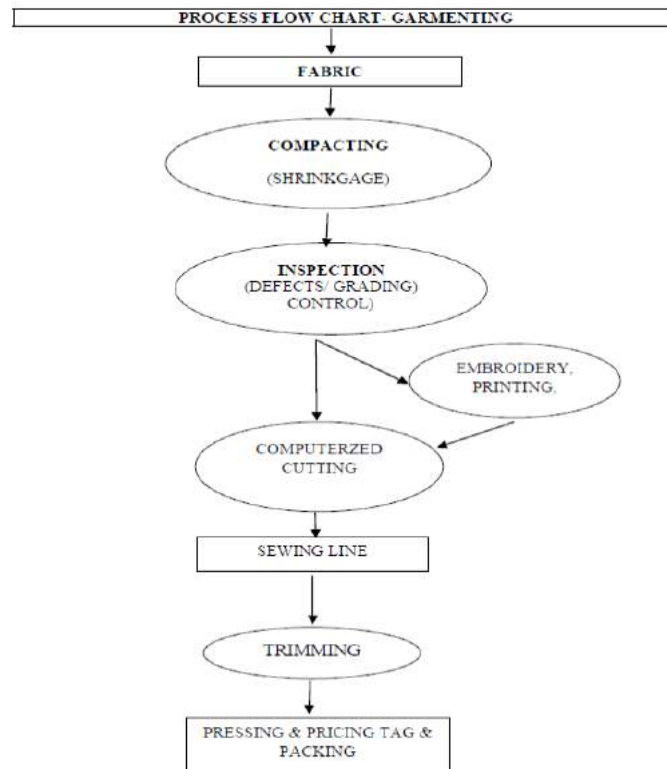 PROCESS FLOW CHART- GARMENTING
FABRIC
COMPACTING
(SHRINKGAGE)
INSPECTION
(DEFECTS/ GRADING)
CONTROL)
EMBROIDERY,
PRINTING,
COMPUTERZED
CUTTING
SEWING LINE
TRIMMING
PRESSING & PRICING TAG &
PACKING